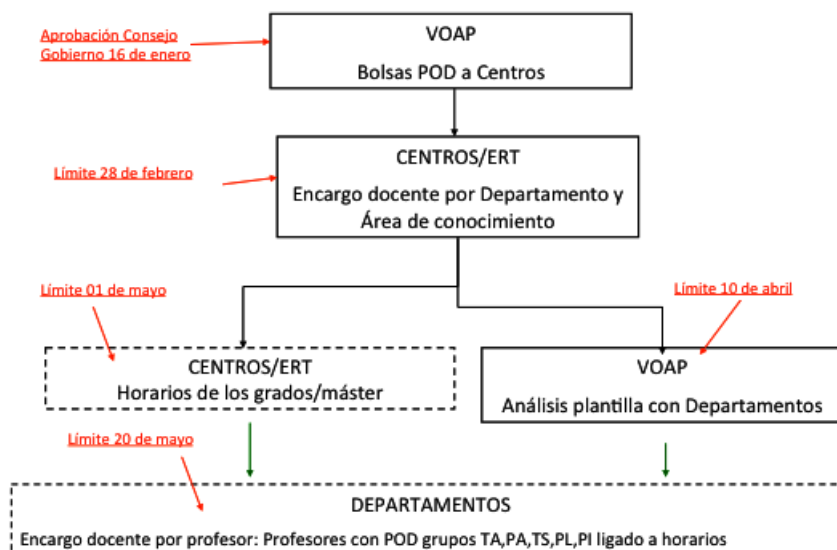 Aprobación Consejo
Gobierno 16 de enero
VOAP
Bolsas POD a Centros
Límite 28 de febrero
CENTROS/ERT
Encargo docente por Departamento y
Área de conocimiento
Límite 01 de mayo
Límite 10 de abril
CENTROS/ERT
Horarios de los grados/máster
VOAP
Análisis plantilla con Departamentos
Límite 20 de mayo
DEPARTAMENTOS
Encargo docente por profesor: Profesores con POD grupos TA,PA,TS,PL,PI ligado a horarios